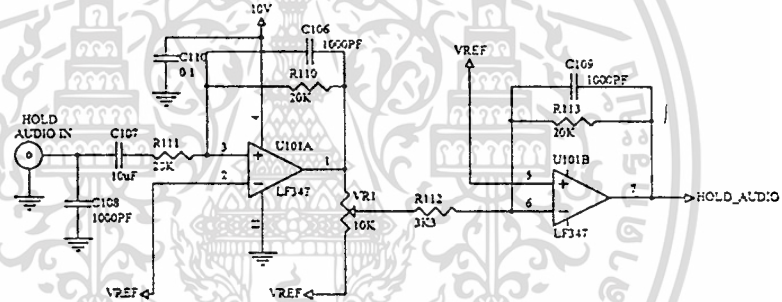 10V
C106
1000PF
C110
0.1
R110
20K
VREF
C109
1000PF
R113
20K
HOLD
AUDIO IN
C107
10uF
R111
3
4
U101A
1
2
LF347
11
C108
1000PF
VR1
10K
R112
3K3
U101B
5
6
7
LF347
HOLD_AUDIO
VREF
VREF